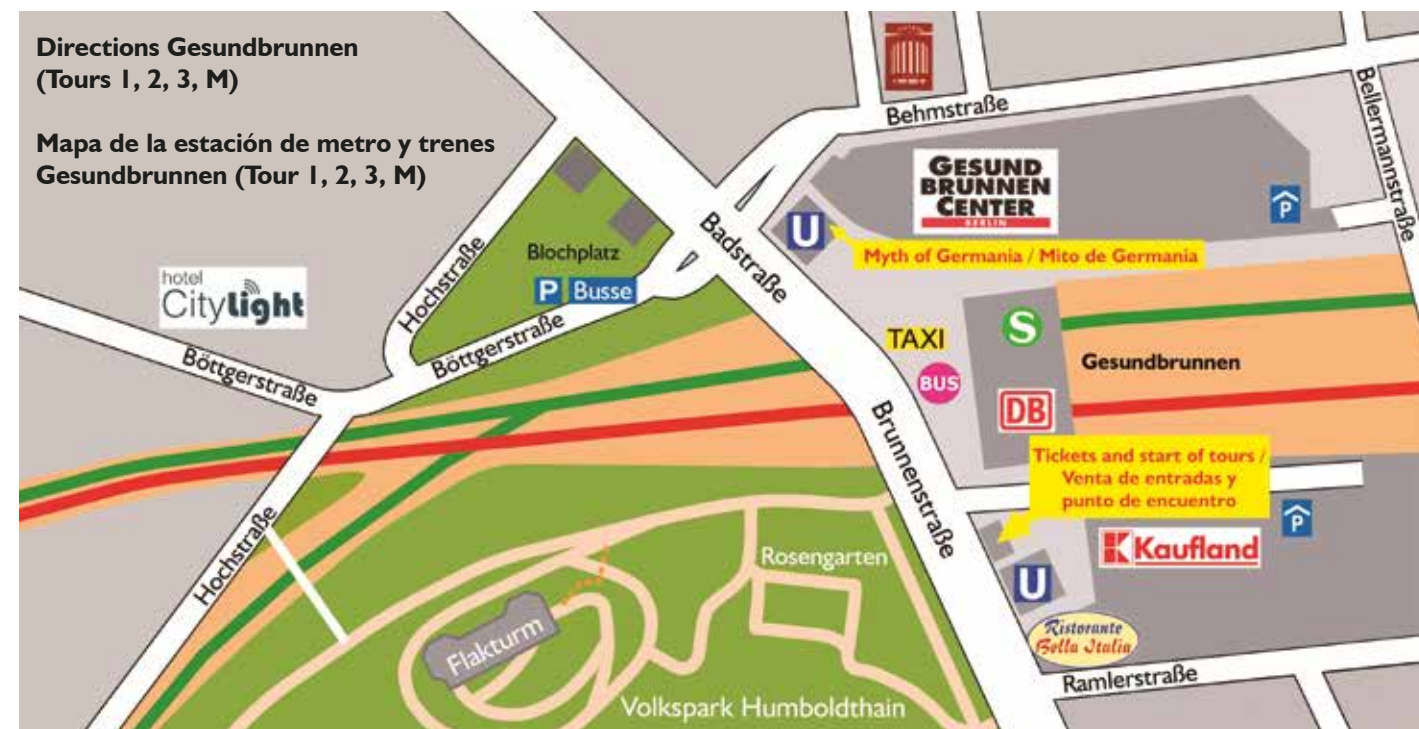 Directions Gesundbrunnen
(Tours 1, 2, 3, M)
Mapa de la estación de metro y trenes
Gesundbrunnen (Tour 1, 2, 3, M)
Behmstraße
Bellermannstraße
GESUND
BRUNNEN
CENTER
BERLIN
P
U
Badstraße
Myth of Germania / Mito de Germania
Blochplatz
P Busse
Hochstraße
hotel
Citylight
Böttgerstraße
Böttgerstraße
TAXI
BUS
S
Gesundbrunnen
DB
Brunnenstraße
Tickets and start of tours /
Venta de entradas y
punto de encuentro
P
Kaufland
U
Hochstraße
Rosengarten
Flakturm
Ristorante
Bella Italia
Ramlerstraße
Volkspark Humboldthain